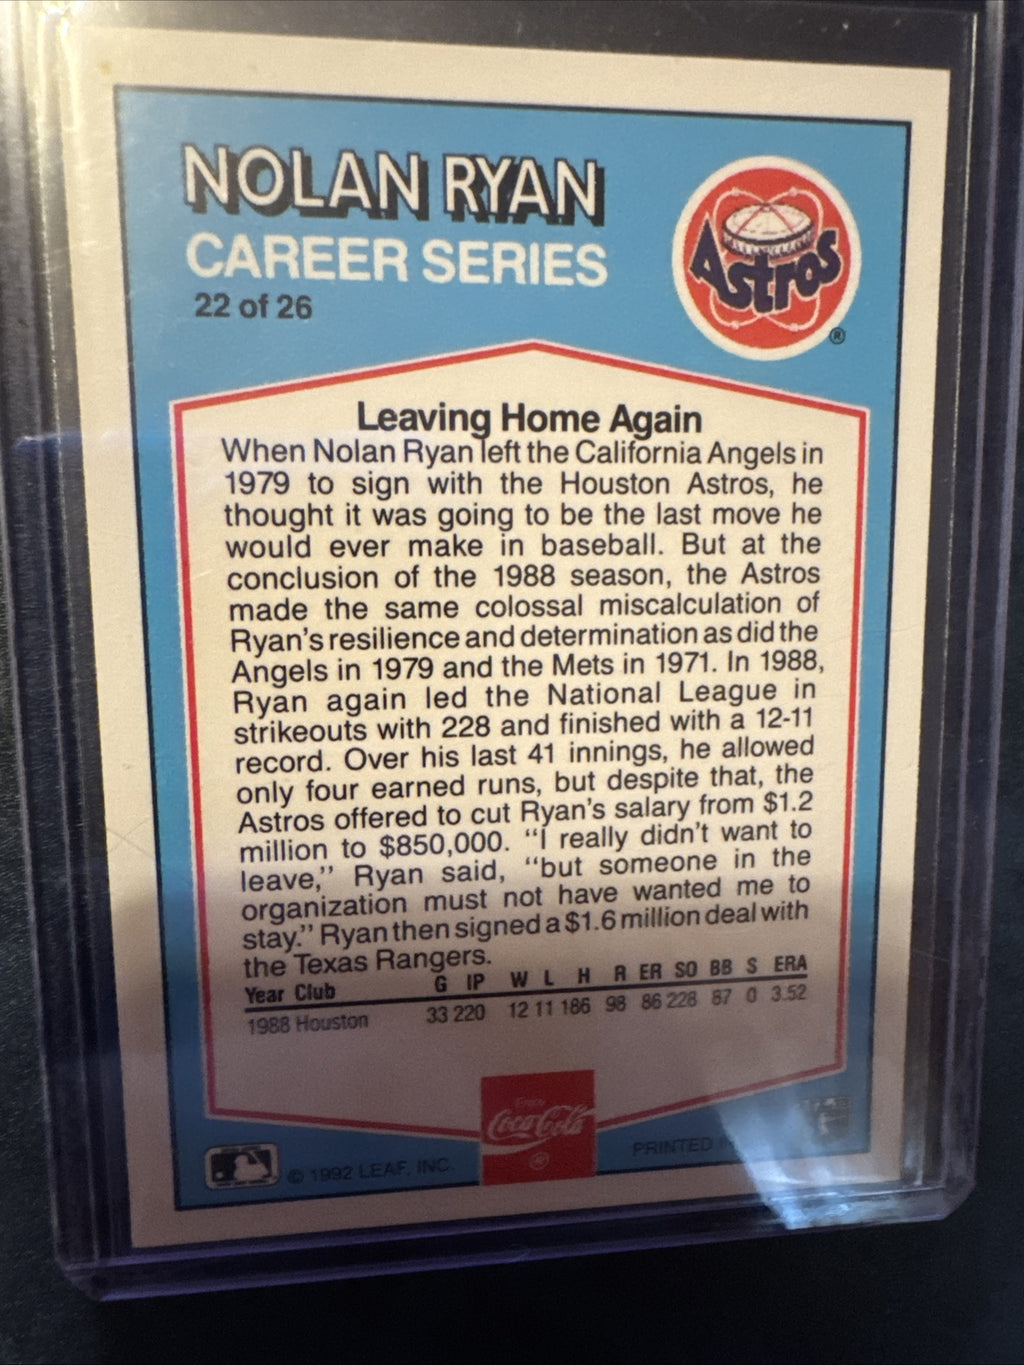 NOLAN RYAN
CAREER SERIES
22 of 26
Astros
®
Leaving Home Again
When Nolan Ryan left the California Angels in
1979 to sign with the Houston Astros, he
thought it was going to be the last move he
would ever make in baseball. But at the
conclusion of the 1988 season, the Astros
made the same colossal miscalculation of
Ryan's resilience and determination as did the
Angels in 1979 and the Mets in 1971. In 1988,
Ryan again led the National League in
strikeouts with 228 and finished with a 12-11
record. Over his last 41 innings, he allowed
only four earned runs, but despite that, the
Astros offered to cut Ryan's salary from $1.2
million to $850,000. "I really didn't want to
leave," Ryan said, "but someone in the
organization must not have wanted me to
stay." Ryan then signed a $1.6 million deal with
the Texas Rangers.
Year Club G IP W L H R ER SO BB S ERA
1988 Houston 33 220 12 11 186 98 86 228 87 0 3.52
Enjoy
Coca-Cola
®
© 1992 LEAF, INC.
PRINTED